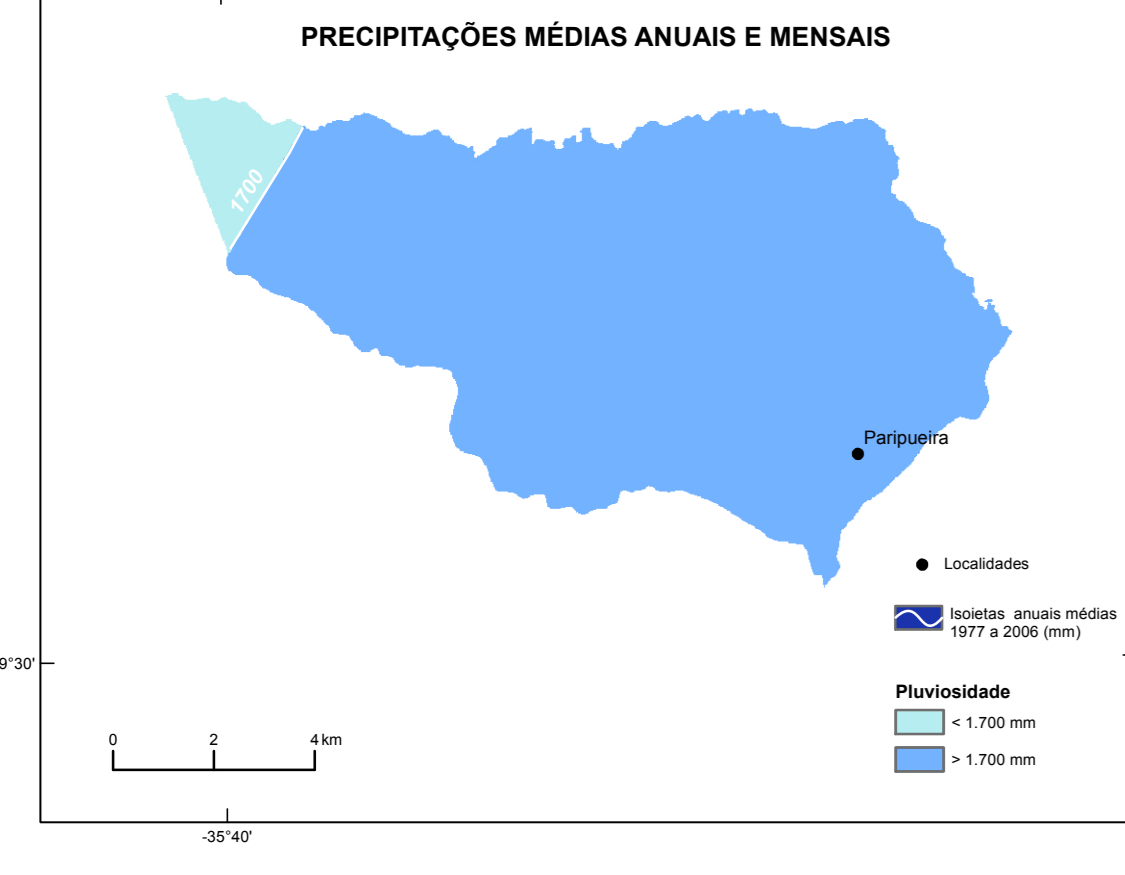 PRECIPITAÇÕES MÉDIAS ANUAIS E MENSAIS
1700
Paripueira
Localidades
Isoietas anuais médias
1977 a 2006 (mm)
9°30'
Pluviosidade
< 1.700 mm
> 1.700 mm
0 2 4 km
-35°40'